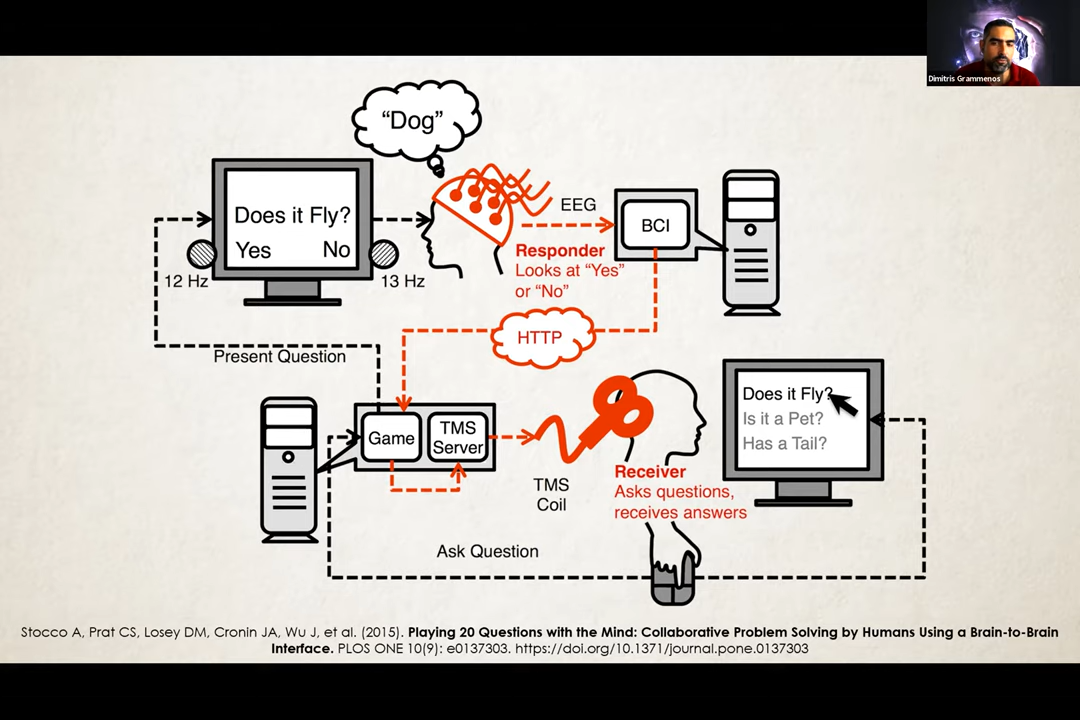 Dimitris Grammenos
“Dog”
Does it Fly?
Yes No
12 Hz
13 Hz
EEG
BCI
Responder
Looks at “Yes”
or “No”
HTTP
Present Question
Game
TMS
Server
TMS
Coil
Receiver
Asks questions,
receives answers
Does it Fly?
Is it a Pet?
Has a Tail?
Ask Question
Stocco A, Prat CS, Losey DM, Cronin JA, Wu J, et al. (2015). Playing 20 Questions with the Mind: Collaborative Problem Solving by Humans Using a Brain-to-Brain
Interface. PLOS ONE 10(9): e0137303. https://doi.org/10.1371/journal.pone.0137303